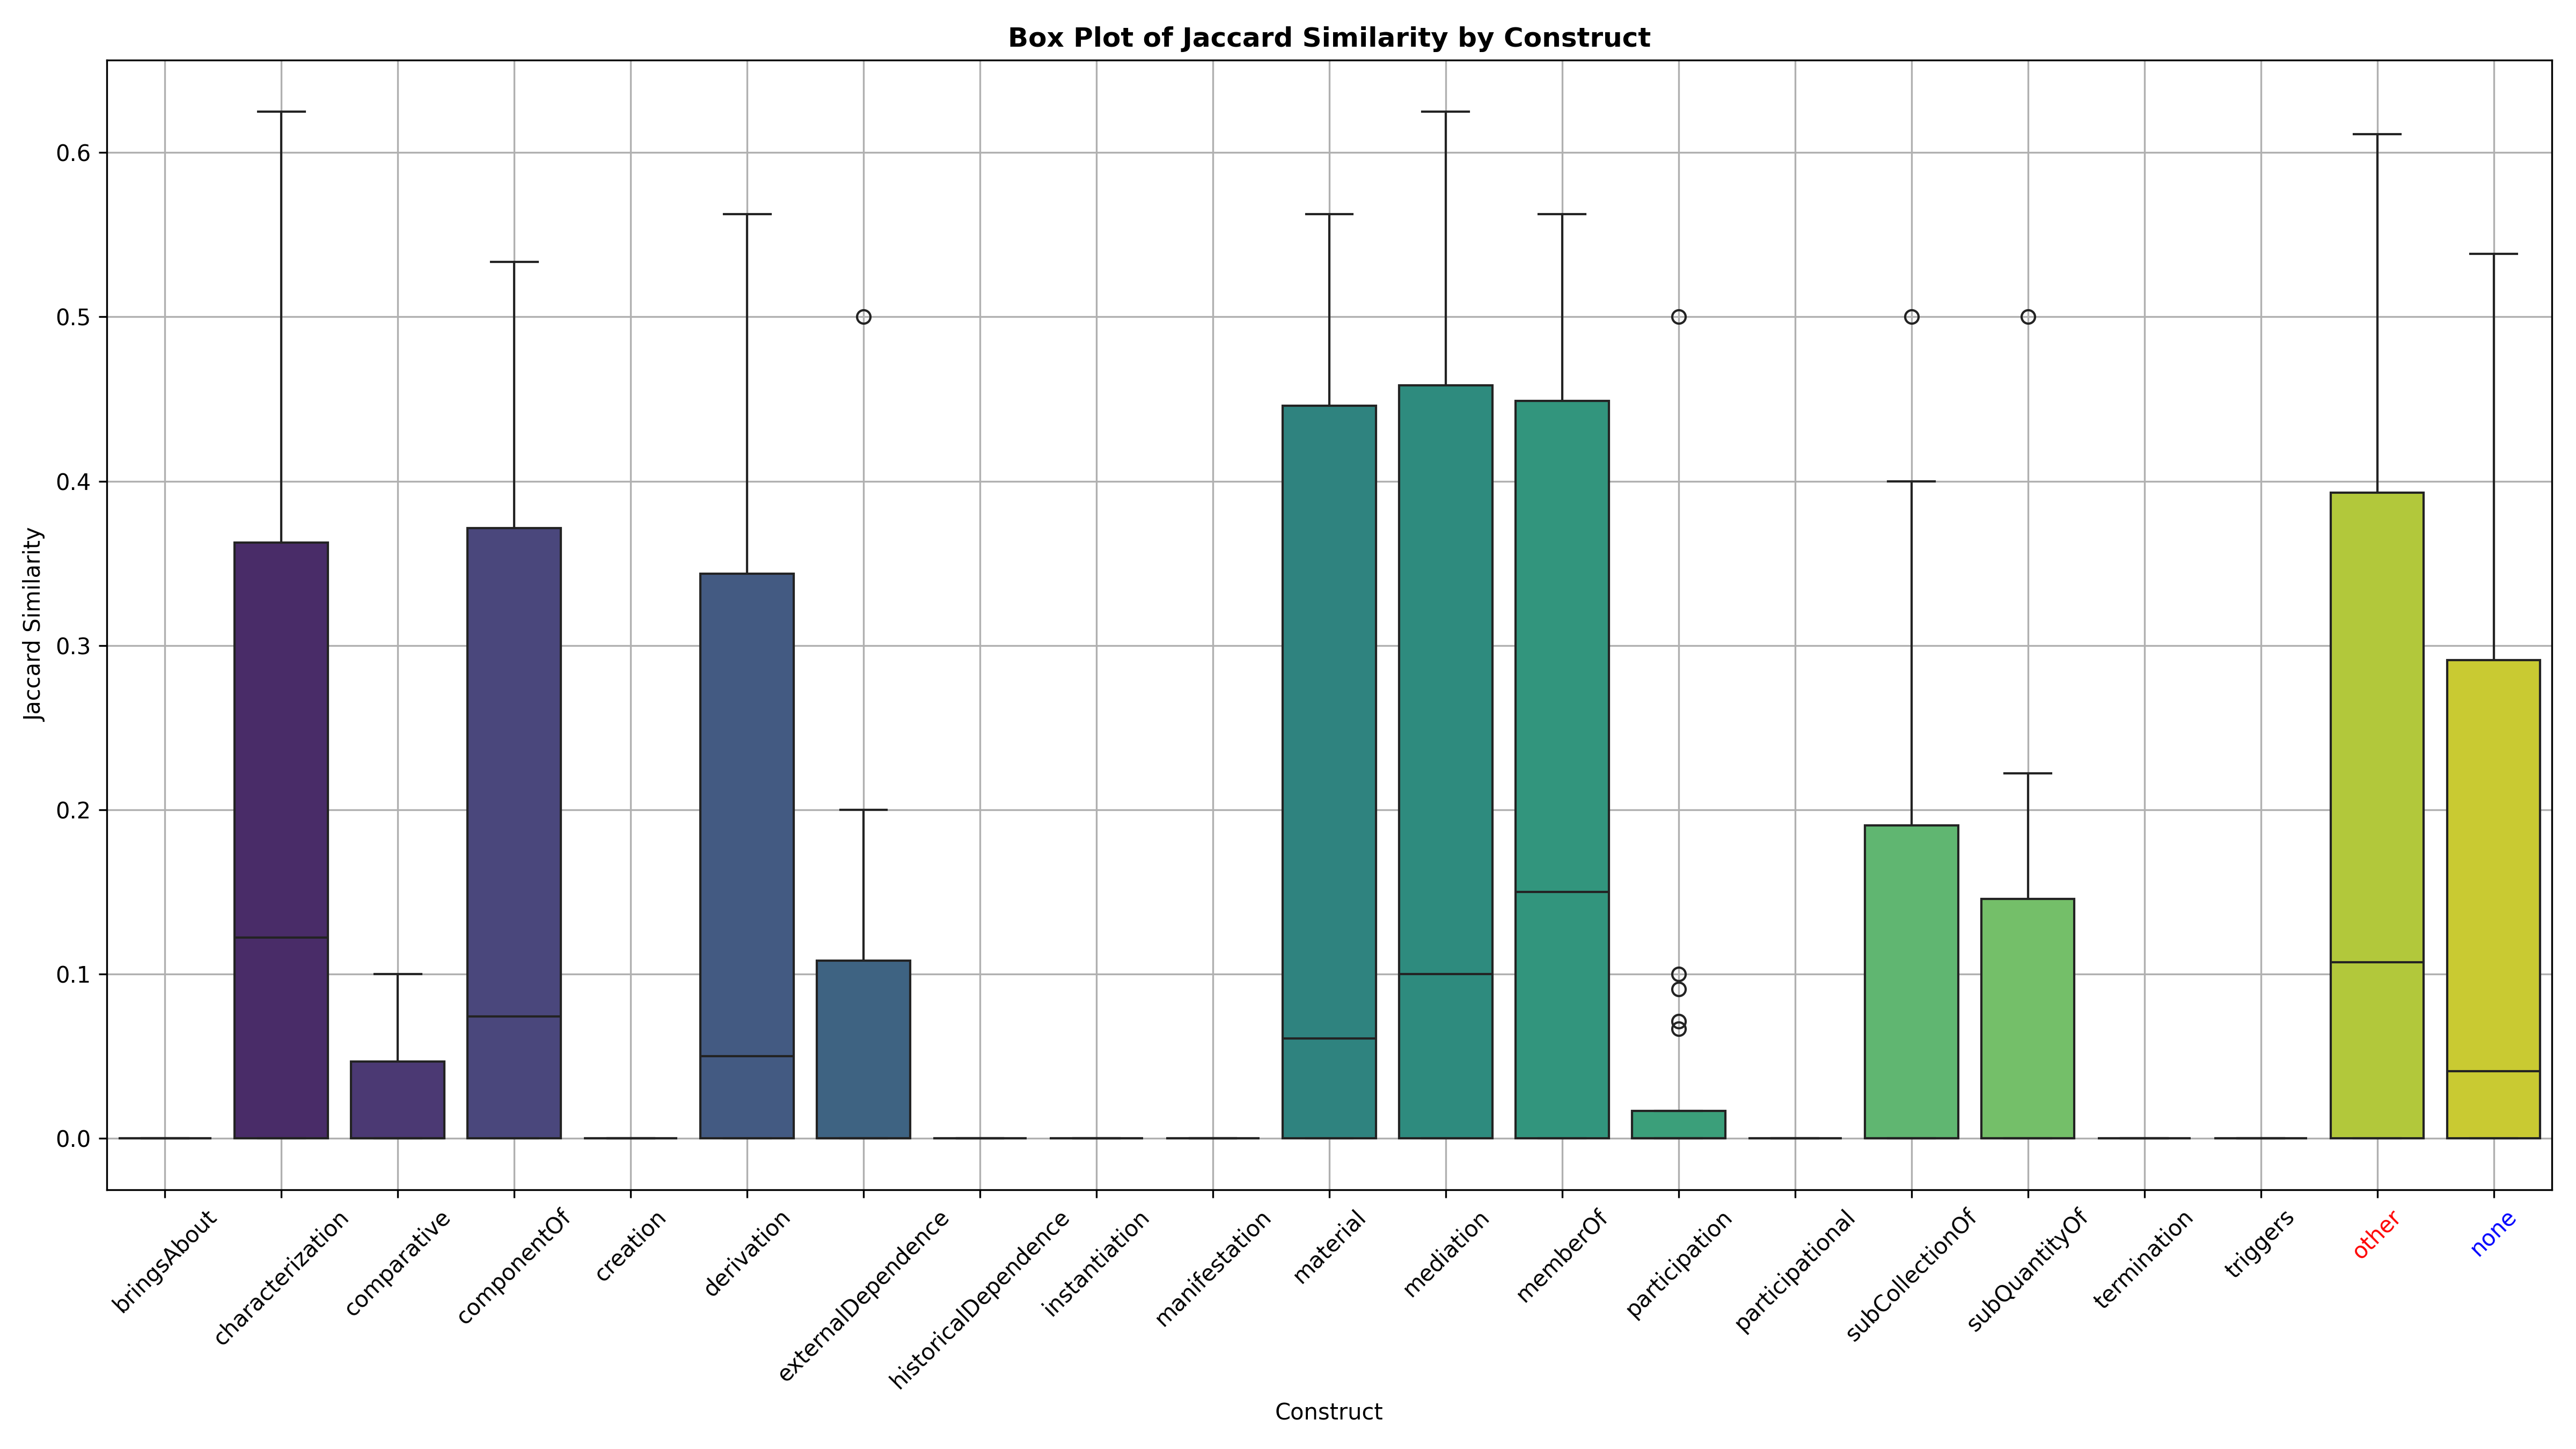 Box Plot of Jaccard Similarity by Construct
Jaccard Similarity
0.6
0.5
0.4
0.3
0.2
0.1
0.0
bringsAbout
characterization
comparative
componentOf
creation
derivation
externalDependence
historicalDependence
instantiation
manifestation
material
mediation
memberOf
participation
participational
subCollectionOf
subQuantityOf
termination
triggers
other
none
Construct